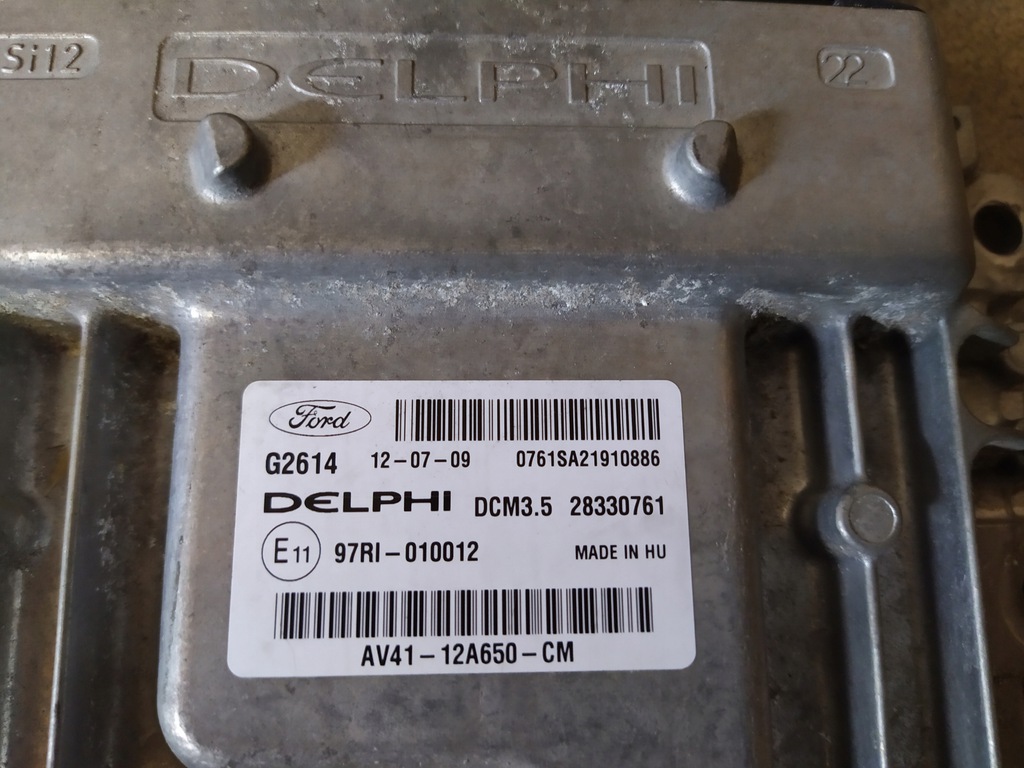 Si12
DELPHI
22
Ford
G2614 12-07-09 0761SA21910886
DELPHI DCM3.5 28330761
E11 97RI-010012 MADE IN HU
AV41-12A650-CM